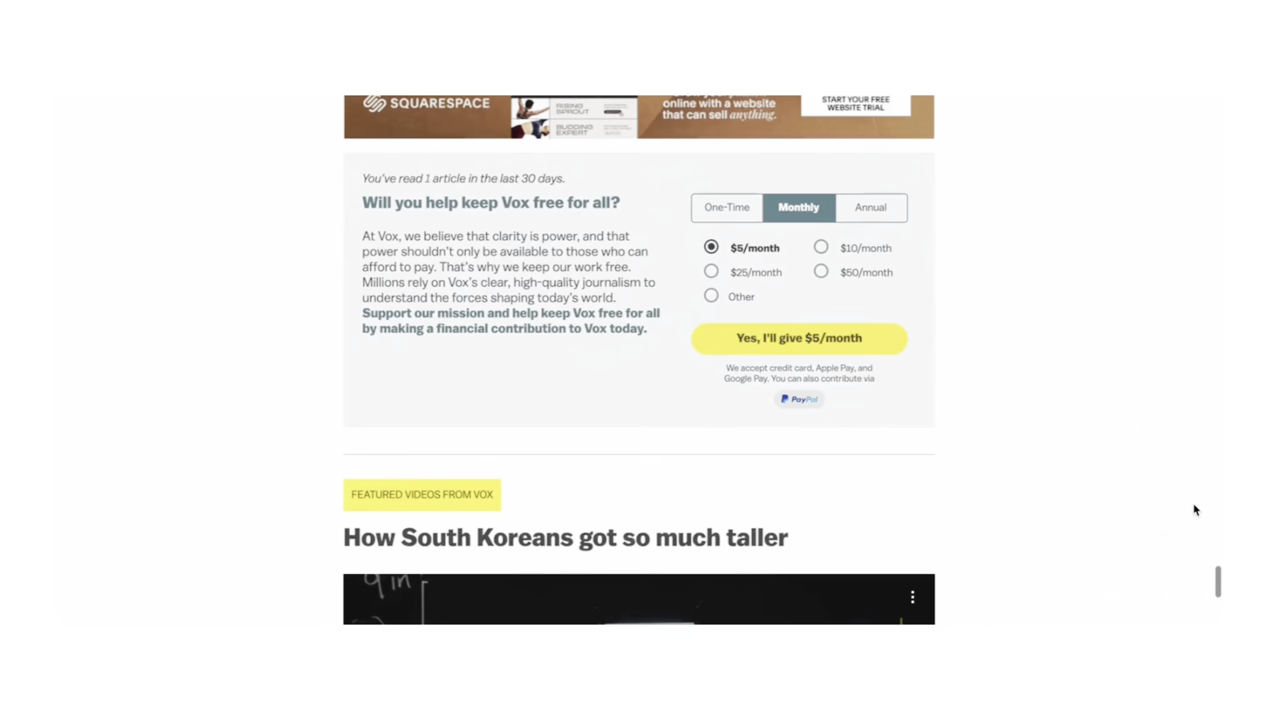 SQUARESPACE
RISING
SPROUT
BUDDING
EXPERT
online with a website
that can sell anything.
START YOUR FREE
WEBSITE TRIAL
You've read 1 article in the last 30 days.
Will you help keep Vox free for all?
At Vox, we believe that clarity is power, and that
power shouldn't only be available to those who can
afford to pay. That's why we keep our work free.
Millions rely on Vox's clear, high-quality journalism to
understand the forces shaping today's world.
Support our mission and help keep Vox free for all
by making a financial contribution to Vox today.
One-Time Monthly Annual
$5/month $10/month
$25/month $50/month
Other
Yes, I'll give $5/month
We accept credit card, Apple Pay, and
Google Pay. You can also contribute via
PayPal
FEATURED VIDEOS FROM VOX
How South Koreans got so much taller
9 in